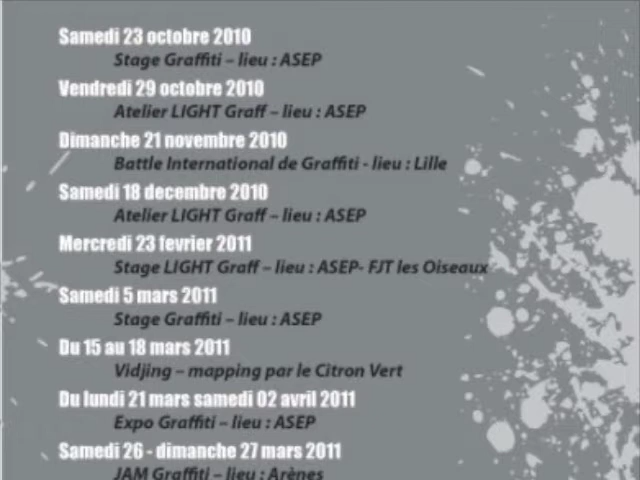 Samedi 23 octobre 2010
Stage Graffiti – lieu : ASEP
Vendredi 29 octobre 2010
Atelier LIGHT Graff – lieu : ASEP
Dimanche 21 novembre 2010
Battle International de Graffiti - lieu : Lille
Samedi 18 decembre 2010
Atelier LIGHT Graff – lieu : ASEP
Mercredi 23 fevrier 2011
Stage LIGHT Graff – lieu : ASEP- FJT les Oiseaux
Samedi 5 mars 2011
Stage Graffiti – lieu : ASEP
Du 15 au 18 mars 2011
Vidjing – mapping par le Citron Vert
Du lundi 21 mars samedi 02 avril 2011
Expo Graffiti – lieu : ASEP
Samedi 26 - dimanche 27 mars 2011
JAM Graffiti – lieu : Arènes